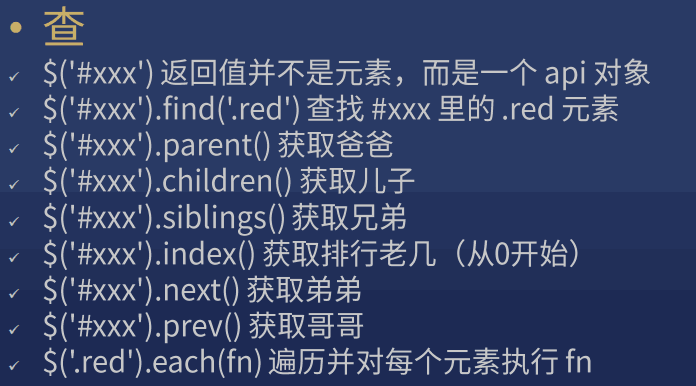 • 查
✓ $('#xxx') 返回值并不是元素，而是一个 api 对象
✓ $('#xxx').find('.red') 查找 #xxx 里的 .red 元素
✓ $('#xxx').parent() 获取爸爸
✓ $('#xxx').children() 获取儿子
✓ $('#xxx').siblings() 获取兄弟
✓ $('#xxx').index() 获取排行老几（从0开始）
✓ $('#xxx').next() 获取弟弟
✓ $('#xxx').prev() 获取哥哥
✓ $('.red').each(fn) 遍历并对每个元素执行 fn